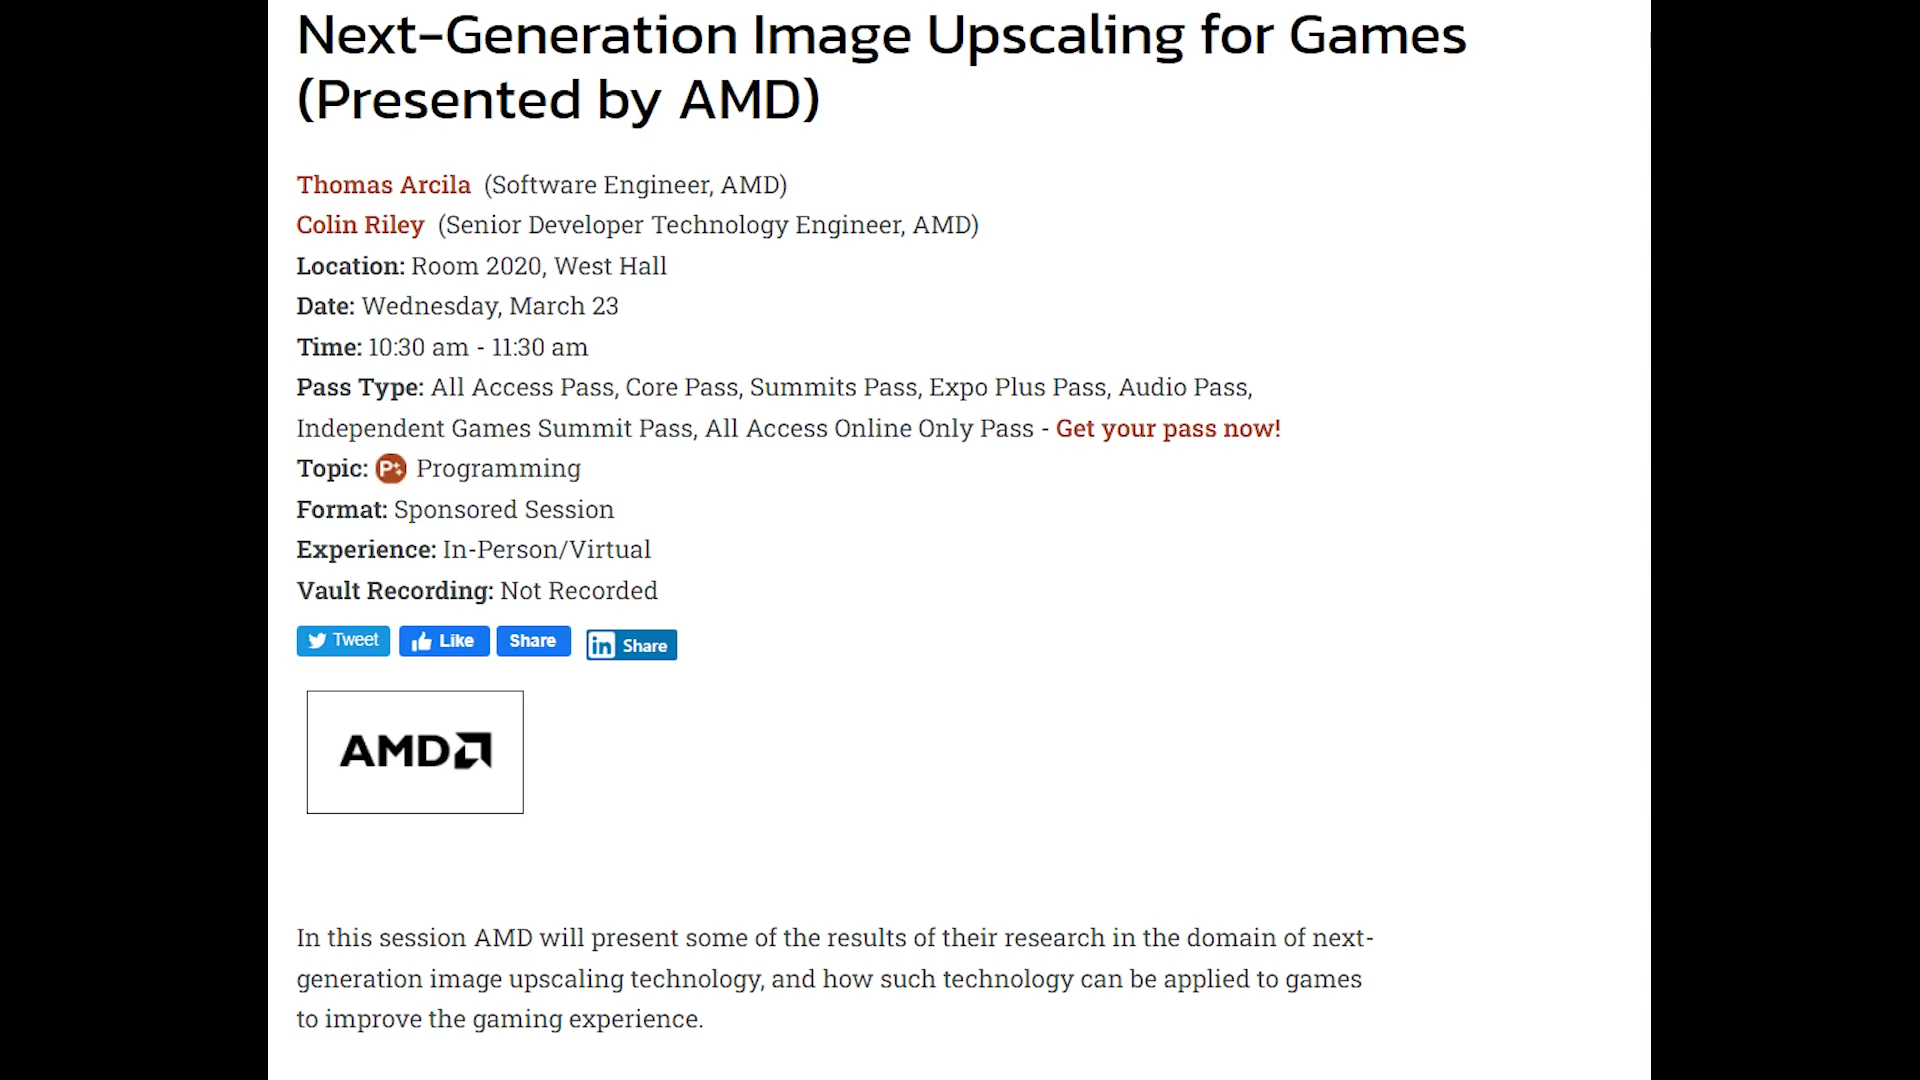 Next-Generation Image Upscaling for Games
(Presented by AMD)
Thomas Arcila (Software Engineer, AMD)
Colin Riley (Senior Developer Technology Engineer, AMD)
Location: Room 2020, West Hall
Date: Wednesday, March 23
Time: 10:30 am - 11:30 am
Pass Type: All Access Pass, Core Pass, Summits Pass, Expo Plus Pass, Audio Pass,
Independent Games Summit Pass, All Access Online Only Pass - Get your pass now!
Topic: P Programming
Format: Sponsored Session
Experience: In-Person/Virtual
Vault Recording: Not Recorded
Tweet Like Share in Share
AMD
In this session AMD will present some of the results of their research in the domain of next-
generation image upscaling technology, and how such technology can be applied to games
to improve the gaming experience.